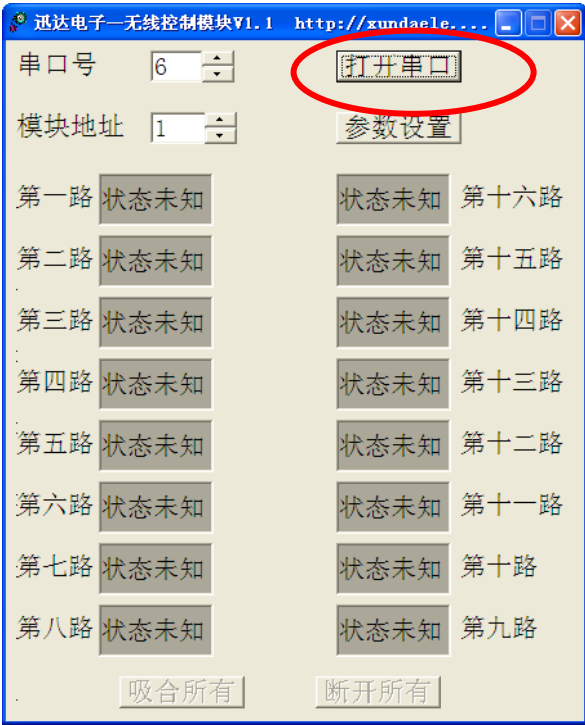 迅达电子—无线控制模块V1.1 http://xundaele....
串口号 6 打开串口
模块地址 1 参数设置
第一路 状态未知 状态未知 第十六路
第二路 状态未知 状态未知 第十五路
第三路 状态未知 状态未知 第十四路
第四路 状态未知 状态未知 第十三路
第五路 状态未知 状态未知 第十二路
第六路 状态未知 状态未知 第十一路
第七路 状态未知 状态未知 第十路
第八路 状态未知 状态未知 第九路
吸合所有 断开所有